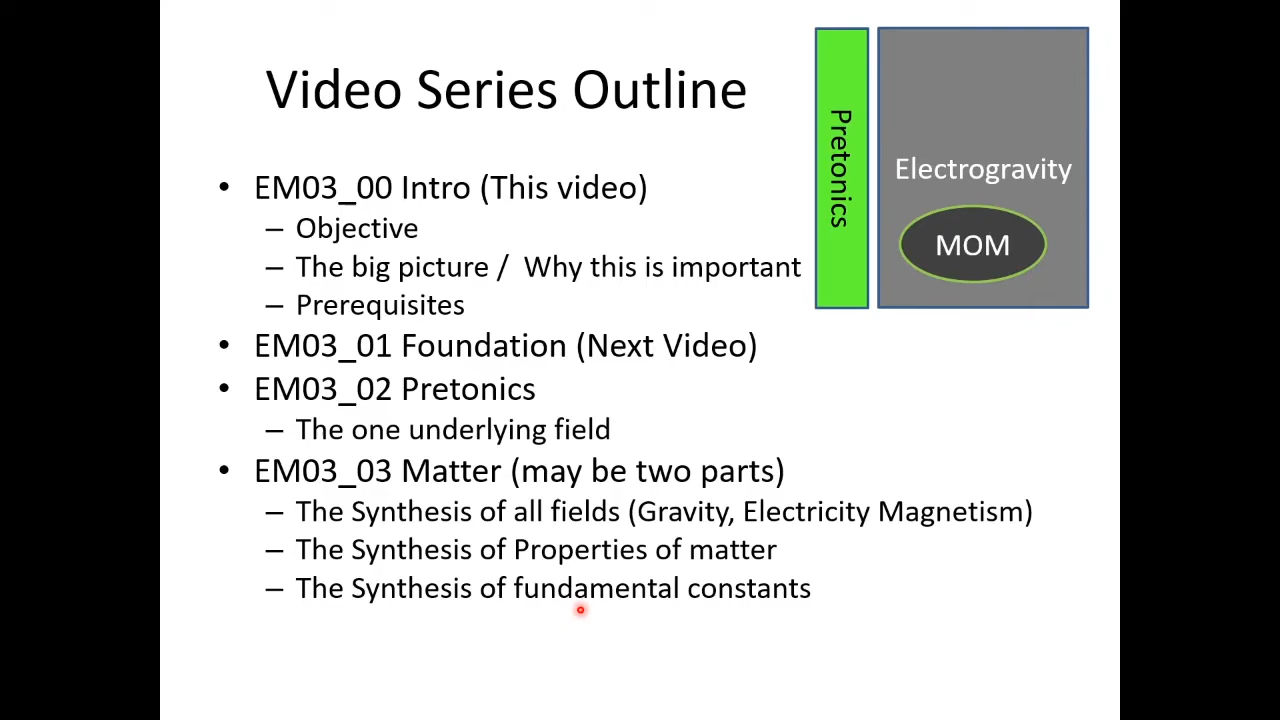 Video Series Outline
• EM03_00 Intro (This video)
– Objective
– The big picture / Why this is important
– Prerequisites
• EM03_01 Foundation (Next Video)
• EM03_02 Pretonics
– The one underlying field
• EM03_03 Matter (may be two parts)
– The Synthesis of all fields (Gravity, Electricity Magnetism)
– The Synthesis of Properties of matter
– The Synthesis of fundamental constants
Pretonics
Electrogravity
MOM